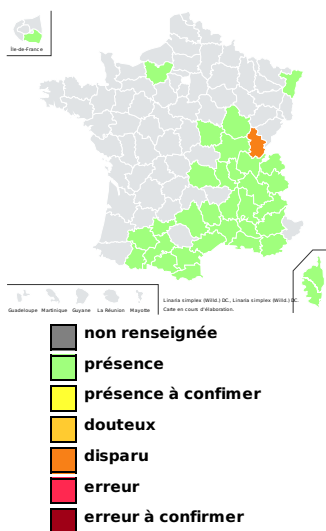 Île-de-France
Guadeloupe Martinique Guyane La Réunion Mayotte
Linaria simplex (Willd.) DC., Linaria simplex (Willd.) DC.
Carte en cours d'élaboration.
non renseignée
présence
présence à confimer
douteux
disparu
erreur
erreur à confirmer